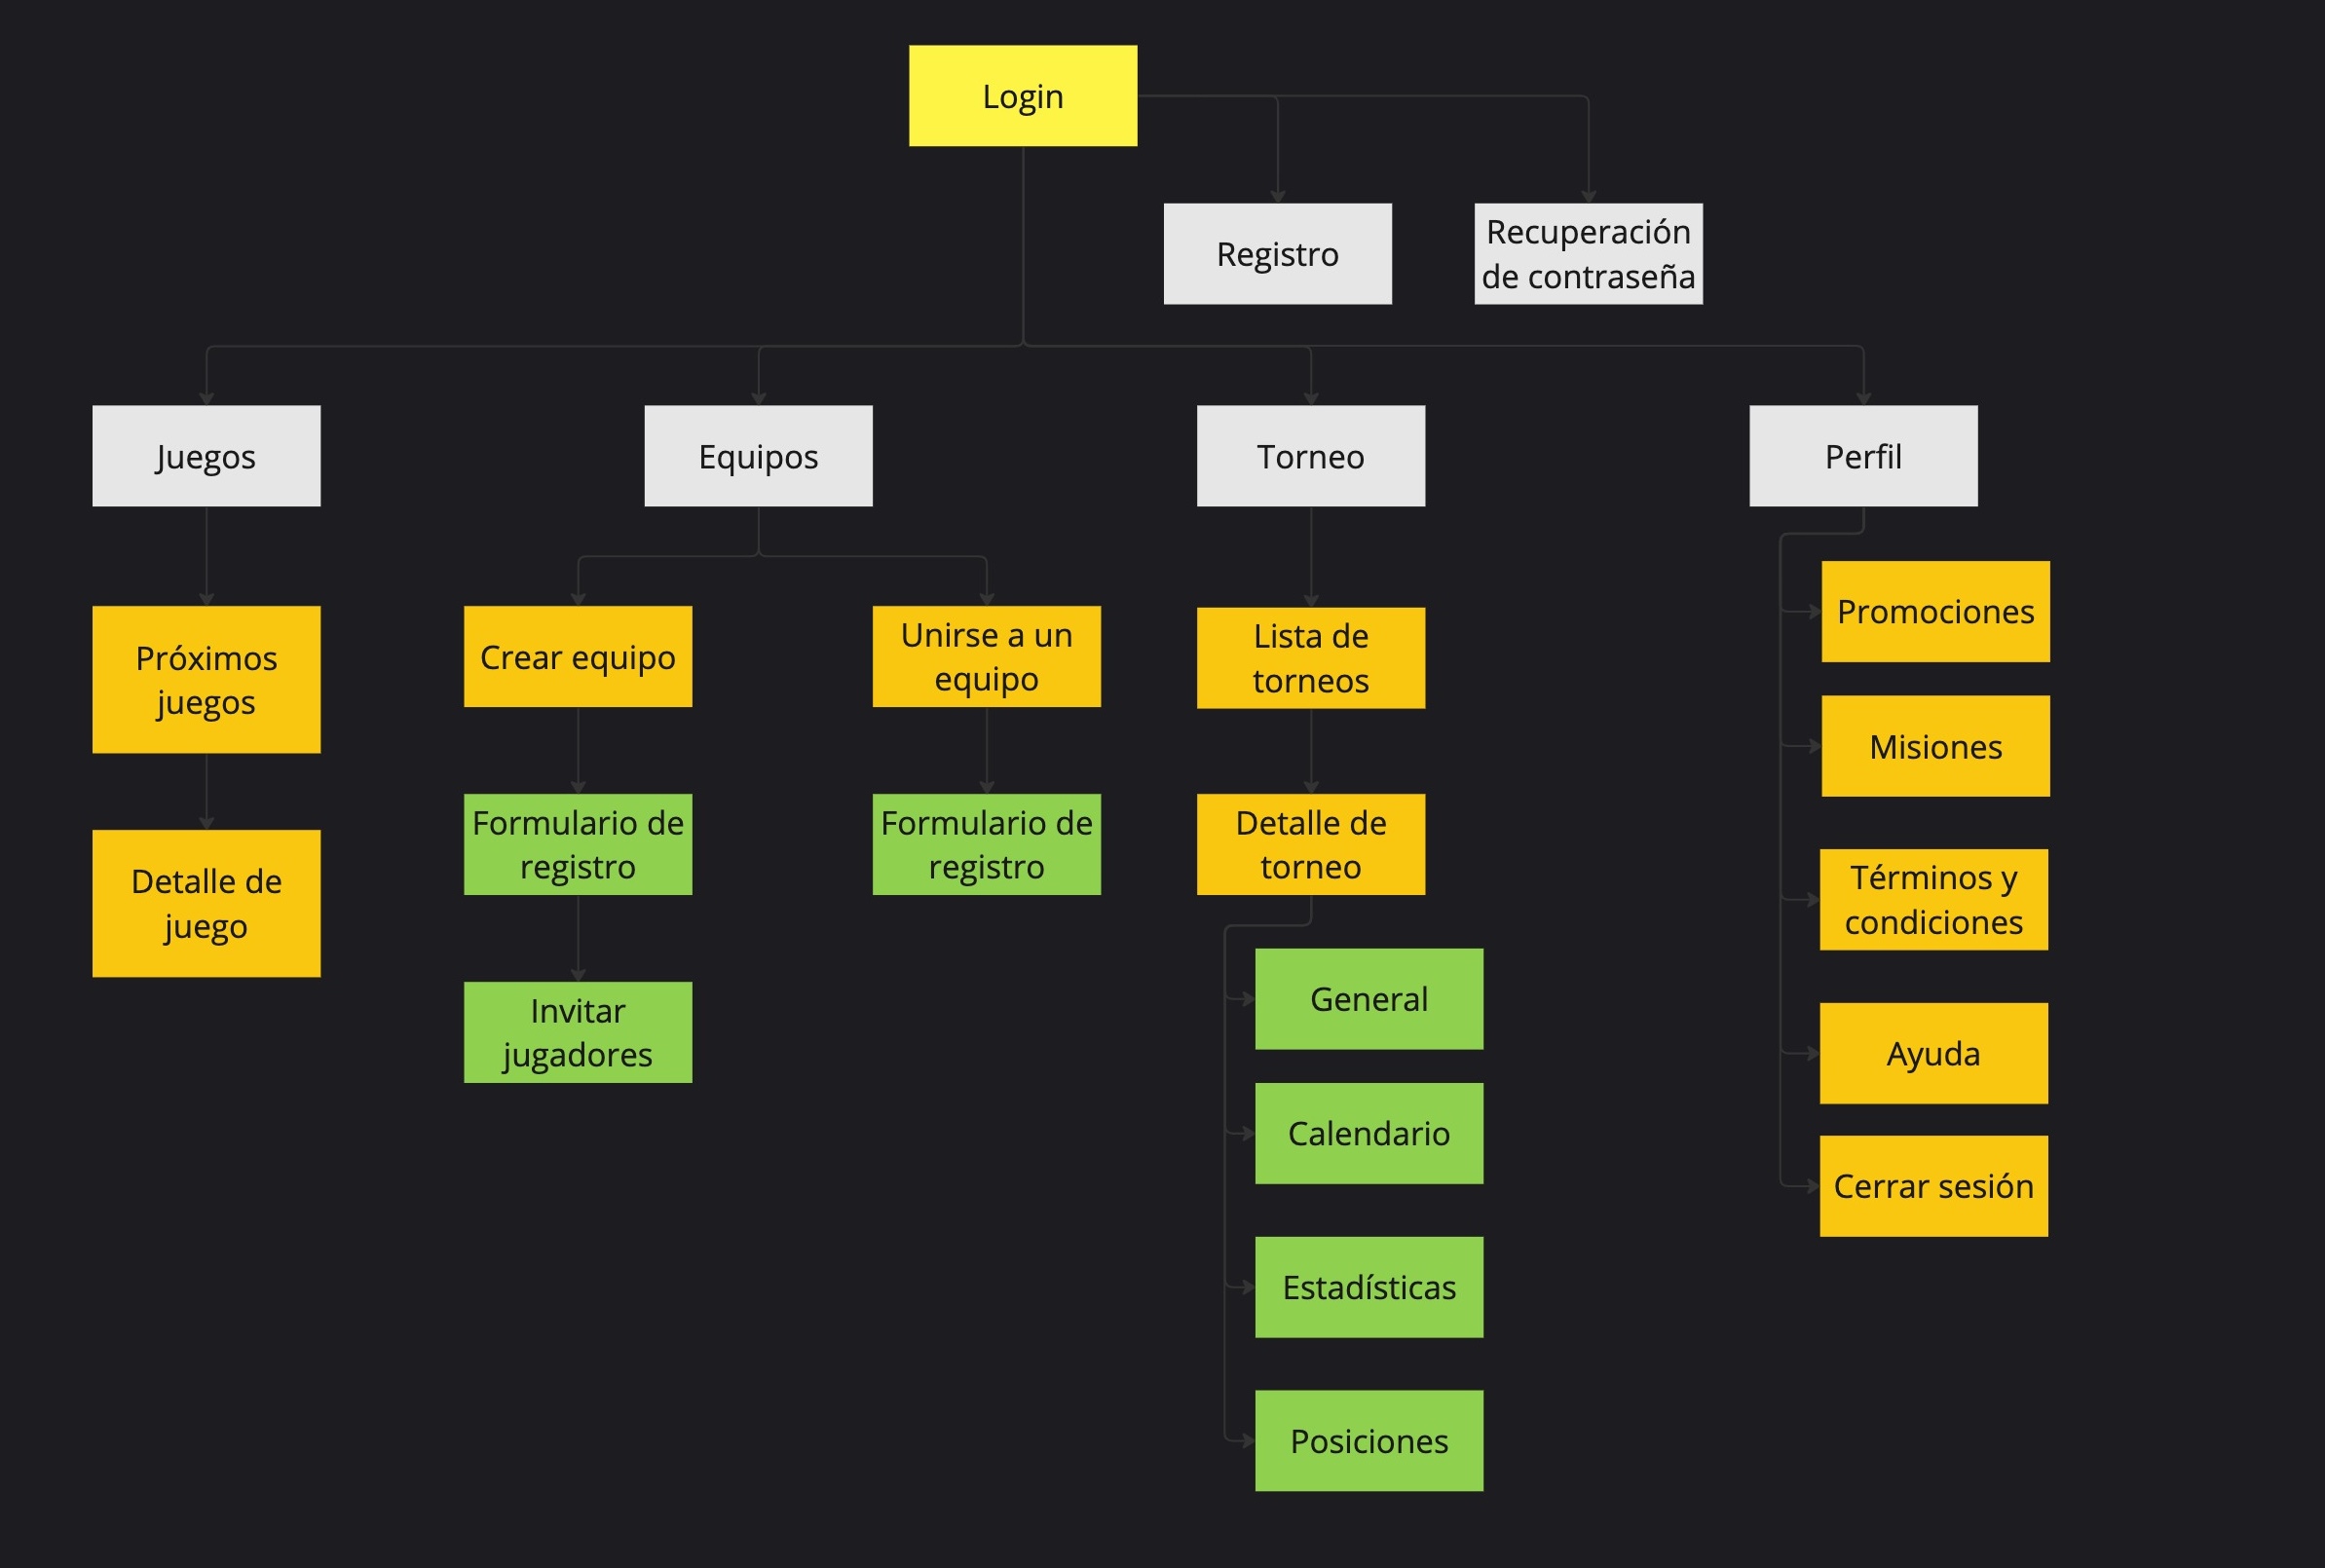 Login
Registro
Recuperación
de contraseña
Juegos
Equipos
Torneo
Perfil
Próximos
juegos
Detalle de
juego
Crear equipo
Formulario de
registro
Invitar
jugadores
Unirse a un
equipo
Formulario de
registro
Lista de
torneos
Detalle de
torneo
General
Calendario
Estadísticas
Posiciones
Promociones
Misiones
Términos y
condiciones
Ayuda
Cerrar sesión